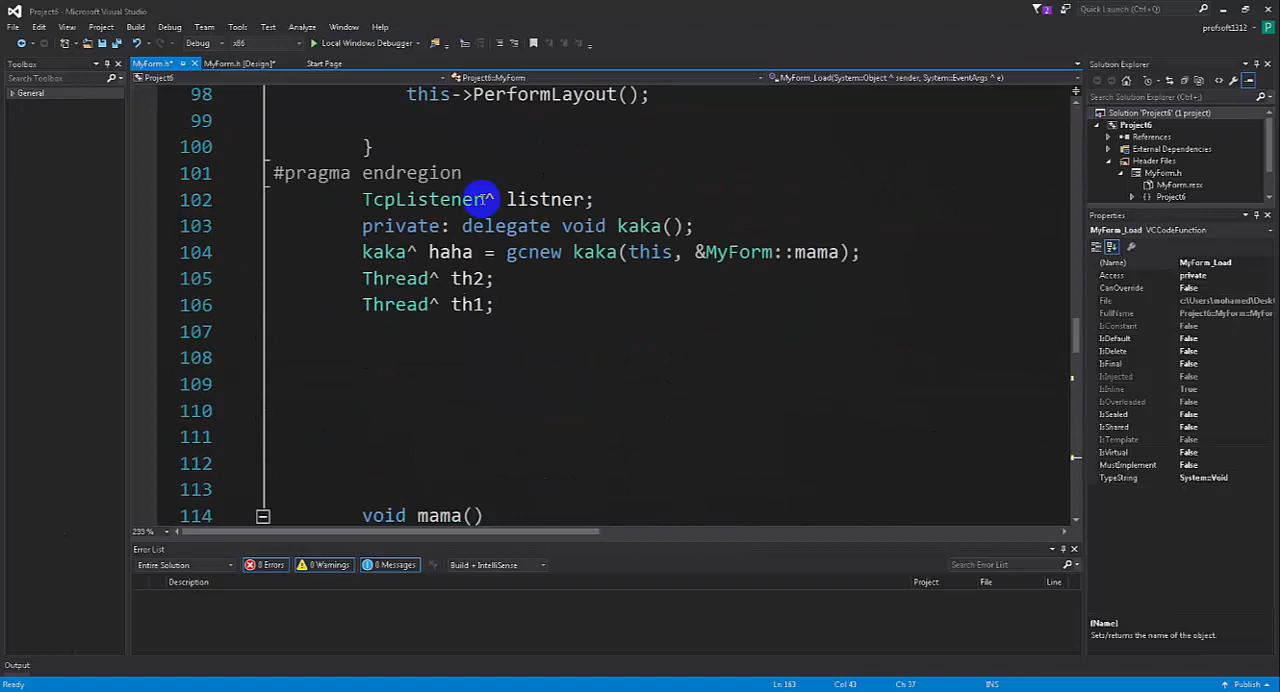 Project6 - Microsoft Visual Studio
2
Quick Launch (Ctrl+;)
File Edit View Project Build Debug Team Tools Test Analyze Window Help
profsoft1312 P
Debug x86 Local Windows Debugger
Toolbox
MyForm.h* MyForm.h [Design]* Start Page
Solution Explorer
Search Toolbox
Project6 Project6::MyForm MyForm_Load(System::Object ^ sender, System::EventArgs ^ e)
General
Search Solution Explorer (Ctrl+;)
Solution 'Project6' (1 project)
Project6
References
External Dependencies
Header Files
MyForm.h
MyForm.resx
Project6
98 this->PerformLayout();
99
100 }
101 #pragma endregion
102 TcpListener^ listner;
103 private: delegate void kaka();
104 kaka^ haha = gcnew kaka(this, &MyForm::mama);
105 Thread^ th2;
106 Thread^ th1;
107
108
109
110
111
112
113
114 void mama()
Properties
MyForm_Load VCCodeFunction
(Name) MyForm_Load
Access private
CanOverride False
File c:\Users\mohamed\Deskt
FullName Project6::MyForm::MyFor
IsConstant False
IsDefault False
IsDelete False
IsFinal False
IsInjected False
IsInline True
IsOverloaded False
IsSealed False
IsShared False
IsTemplate False
IsVirtual False
MustImplement False
TypeString System::Void
(Name)
Sets/returns the name of the object.
233 %
Error List
Entire Solution 0 Errors 0 Warnings 0 Messages Build + IntelliSense Search Error List
Description Project File Line
Output
Ready Ln 163 Col 43 Ch 37 INS Publish